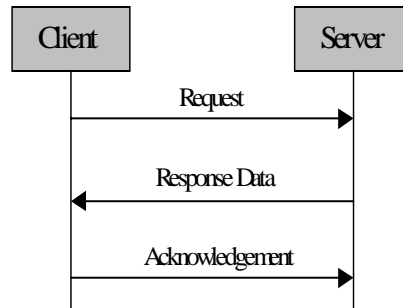 Client
Server
Request
Response Data
Acknowledgement